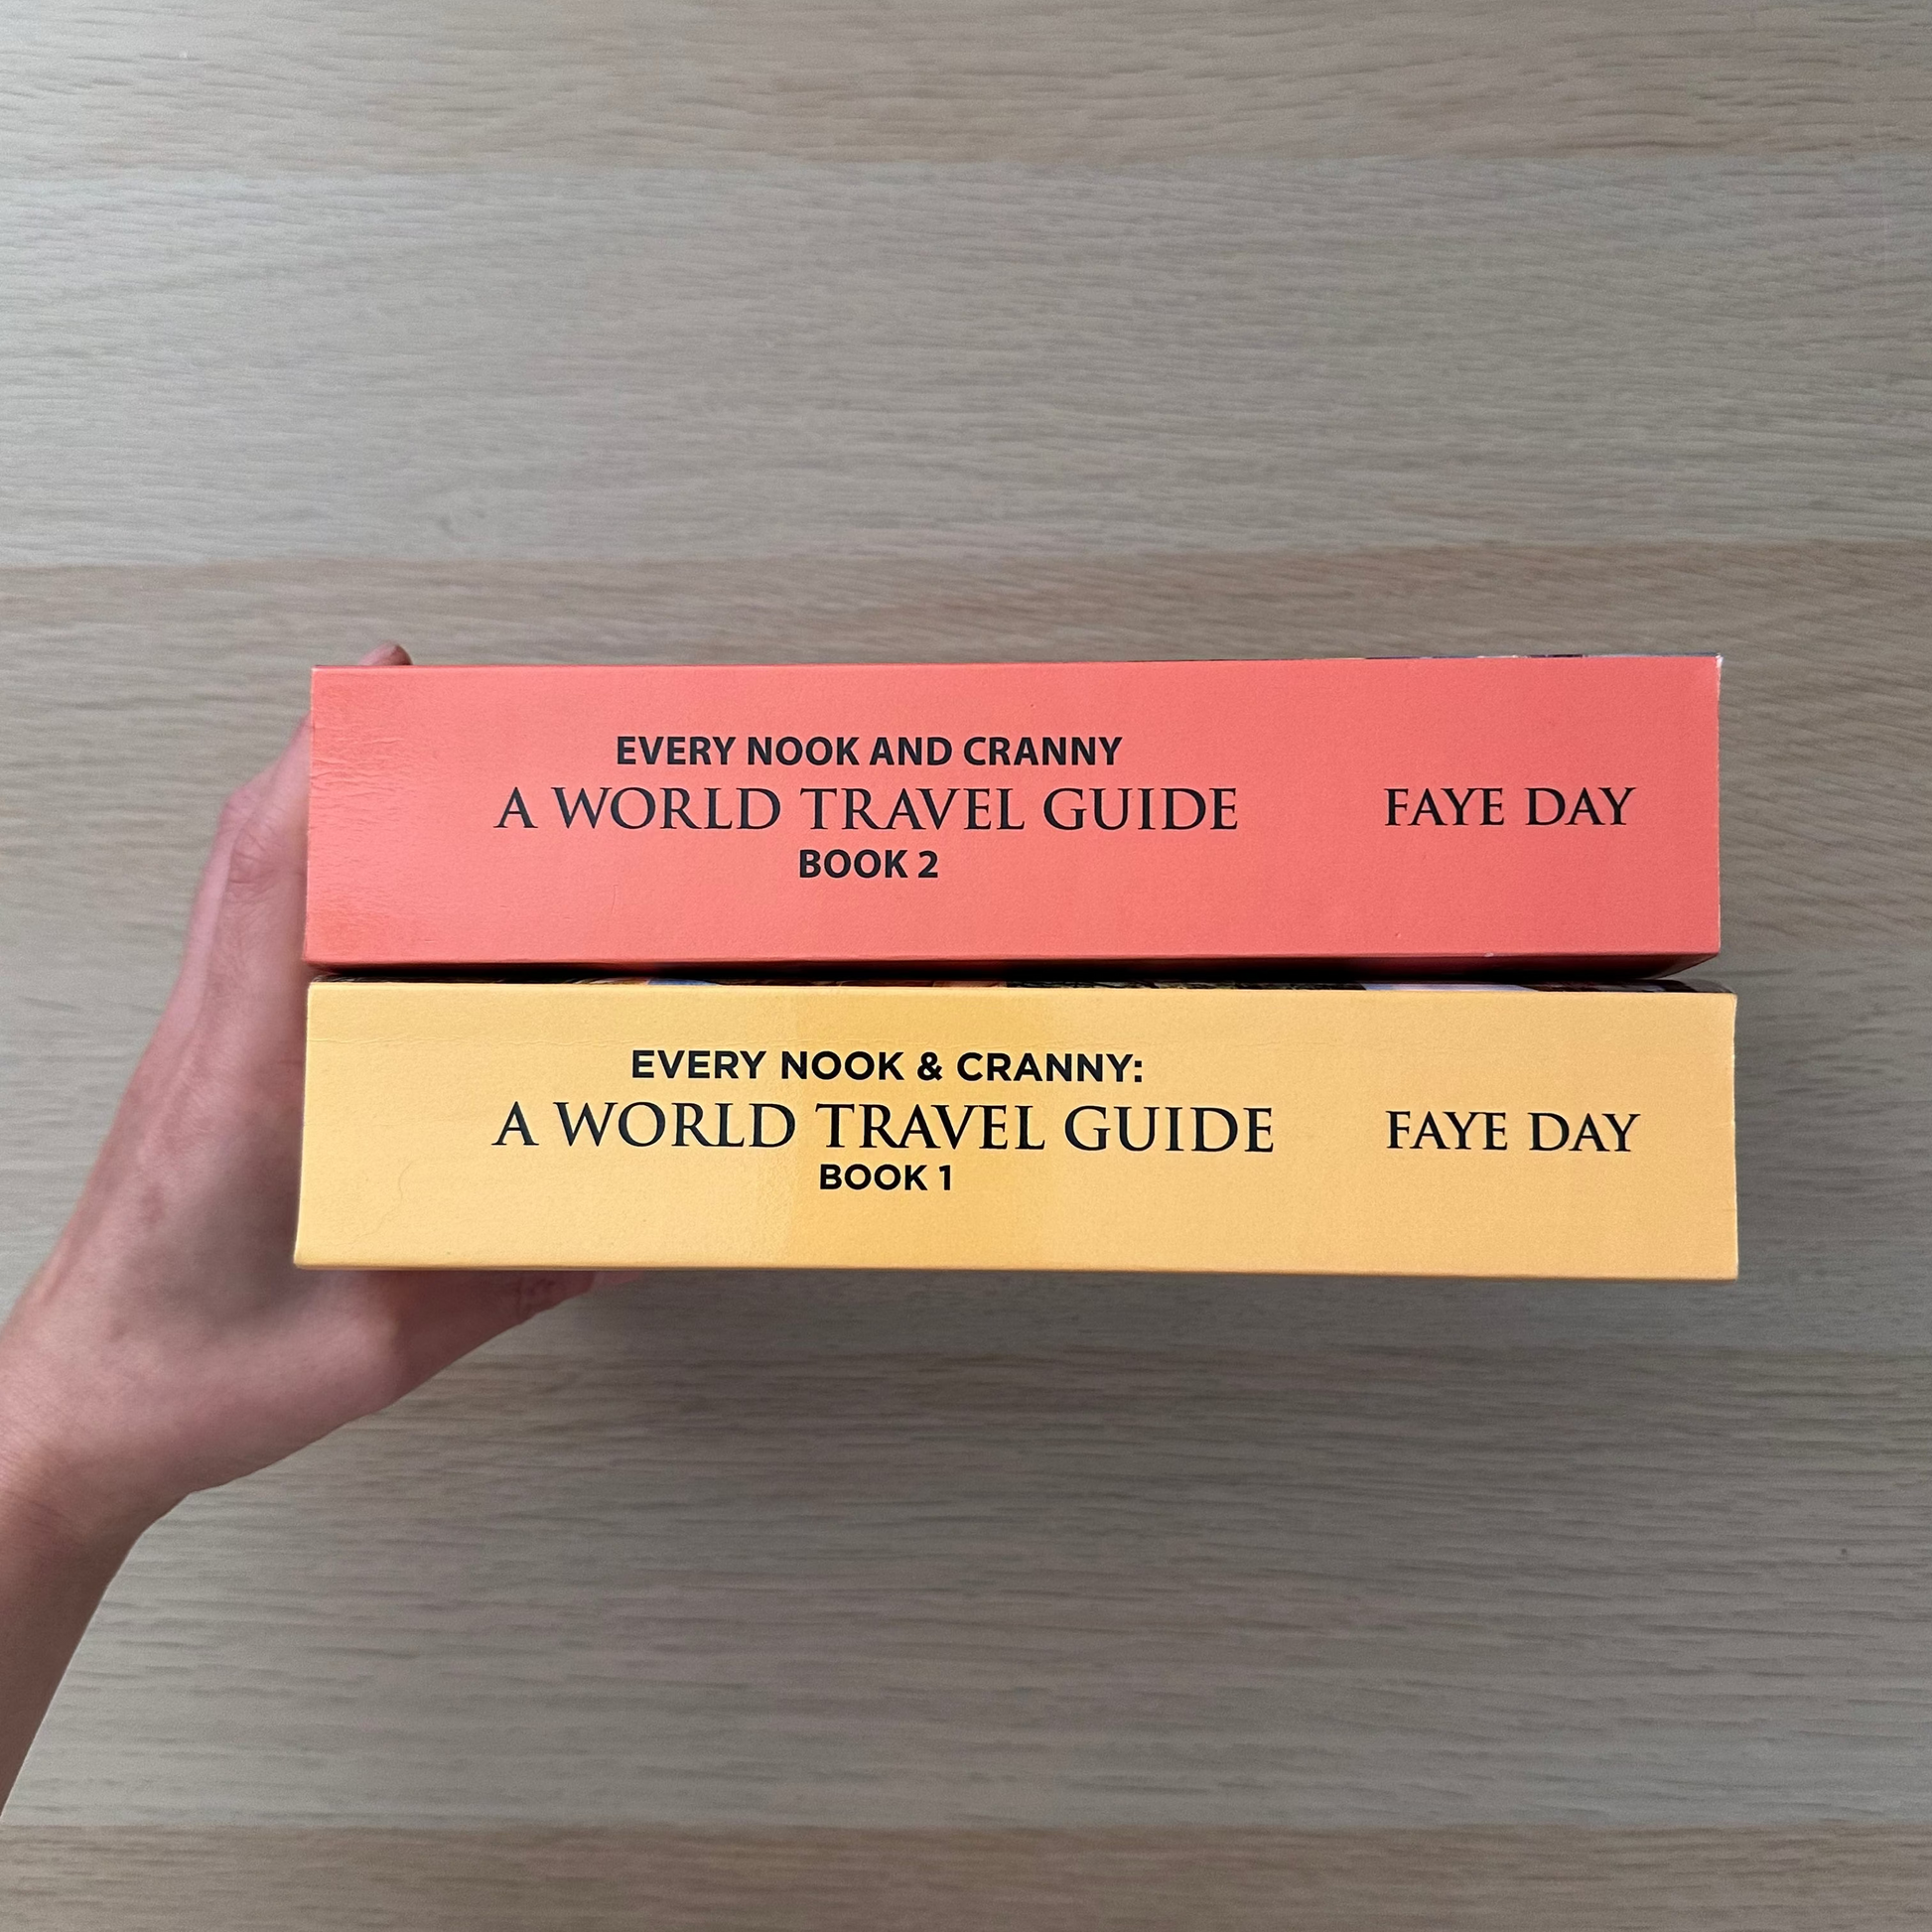 EVERY NOOK AND CRANNY
A WORLD TRAVEL GUIDE
BOOK 2
FAYE DAY
EVERY NOOK & CRANNY:
A WORLD TRAVEL GUIDE
BOOK 1
FAYE DAY